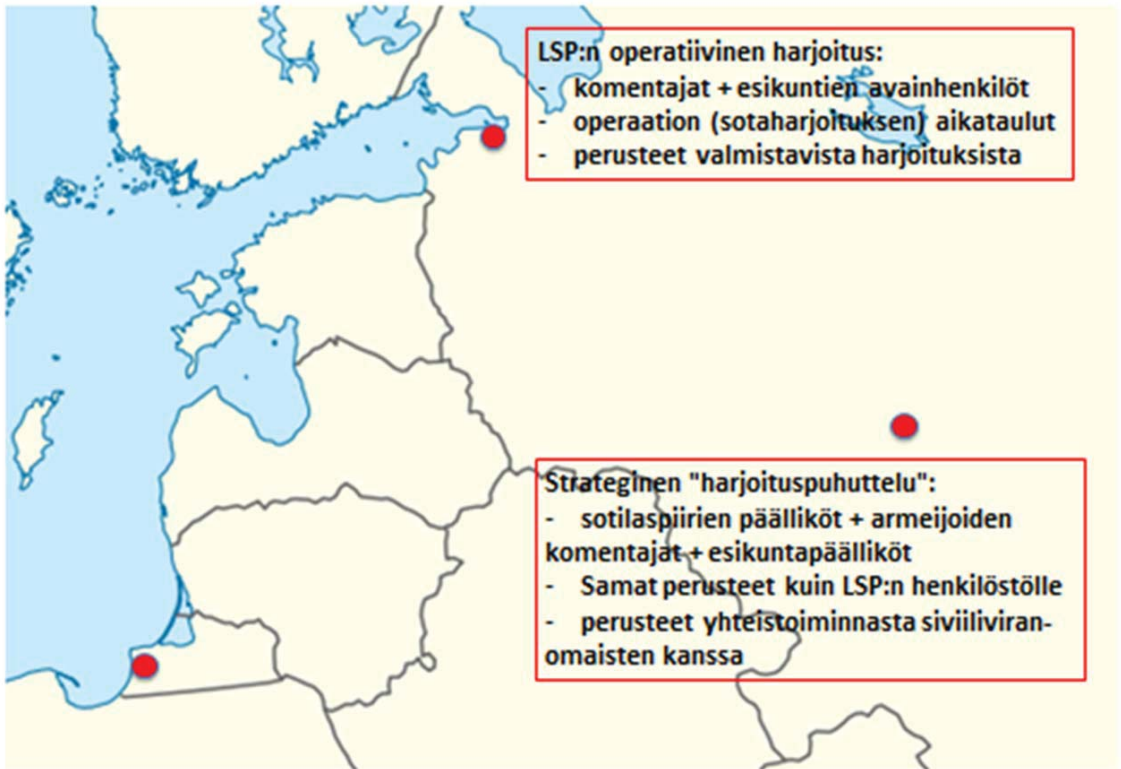 LSP:n operatiivinen harjoitus:
- komentajat + esikuntien avainhenkilöt
- operaation (sotaharjoituksen) aikataulut
- perusteet valmistavista harjoituksista
Strateginen "harjoituspuhuttelu":
- sotilaspiirien päälliköt + armeijoiden
komentajat + esikuntapäälliköt
- Samat perusteet kuin LSP:n henkilöstölle
- perusteet yhteistoiminnasta siviiliviran-
omaisten kanssa